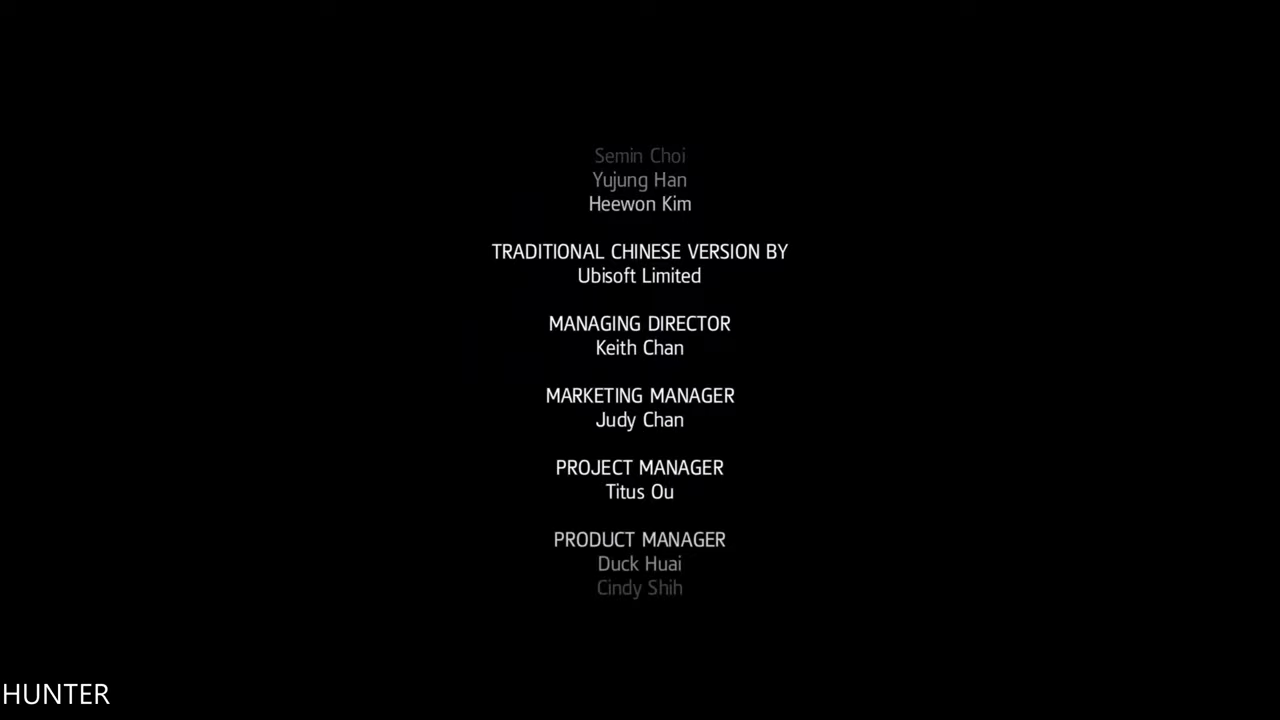 Semin Choi
Yujung Han
Heewon Kim
TRADITIONAL CHINESE VERSION BY
Ubisoft Limited
MANAGING DIRECTOR
Keith Chan
MARKETING MANAGER
Judy Chan
PROJECT MANAGER
Titus Ou
PRODUCT MANAGER
Duck Huai
Cindy Shih
HUNTER